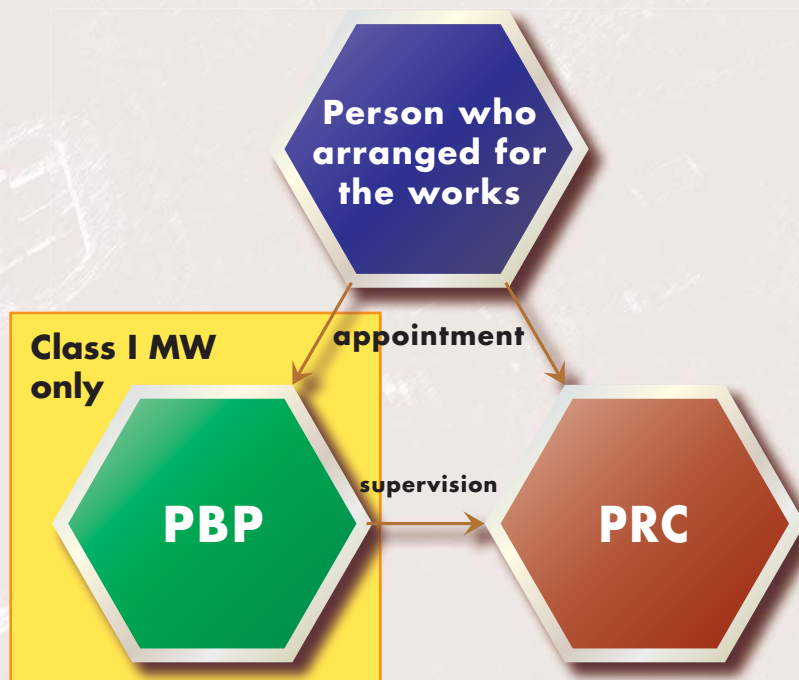 Person who
arranged for
the works
appointment
Class I MW
only
supervision
PBP
PRC